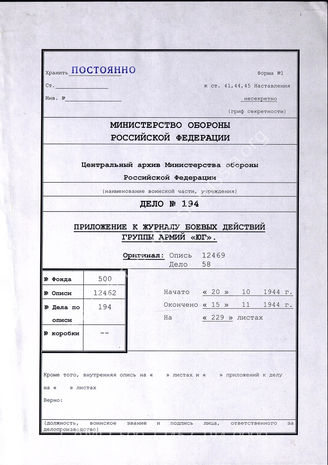 Хранить ПОСТОЯННО Форма №1
Ст. к ст. 41,44,45 Наставления
Инв. № несекретно
(гриф секретности)
МИНИСТЕРСТВО ОБОРОНЫ
РОССИЙСКОЙ ФЕДЕРАЦИИ
Центральный архив Министерства обороны
Российской Федерации
(наименование воинской части, учреждения)
ДЕЛО № 194
ПРИЛОЖЕНИЕ К ЖУРНАЛУ БОЕВЫХ ДЕЙСТВИЙ
ГРУППЫ АРМИЙ «ЮГ».
Оригинал: Опись 12469
Дело 58
№ Фонда 500
№ Описи 12462
№ Дела по описи 194
№ коробки --
Начато « 20 » 10 1944 г.
Окончено « 15 » 11 1944 г.
На « 229 » листах
Кроме того, внутренняя опись на « » листах и « » приложений к делу
на « » листах
Верно:
(должность, воинское звание и подпись лица, ответственного за
делопроизводство)